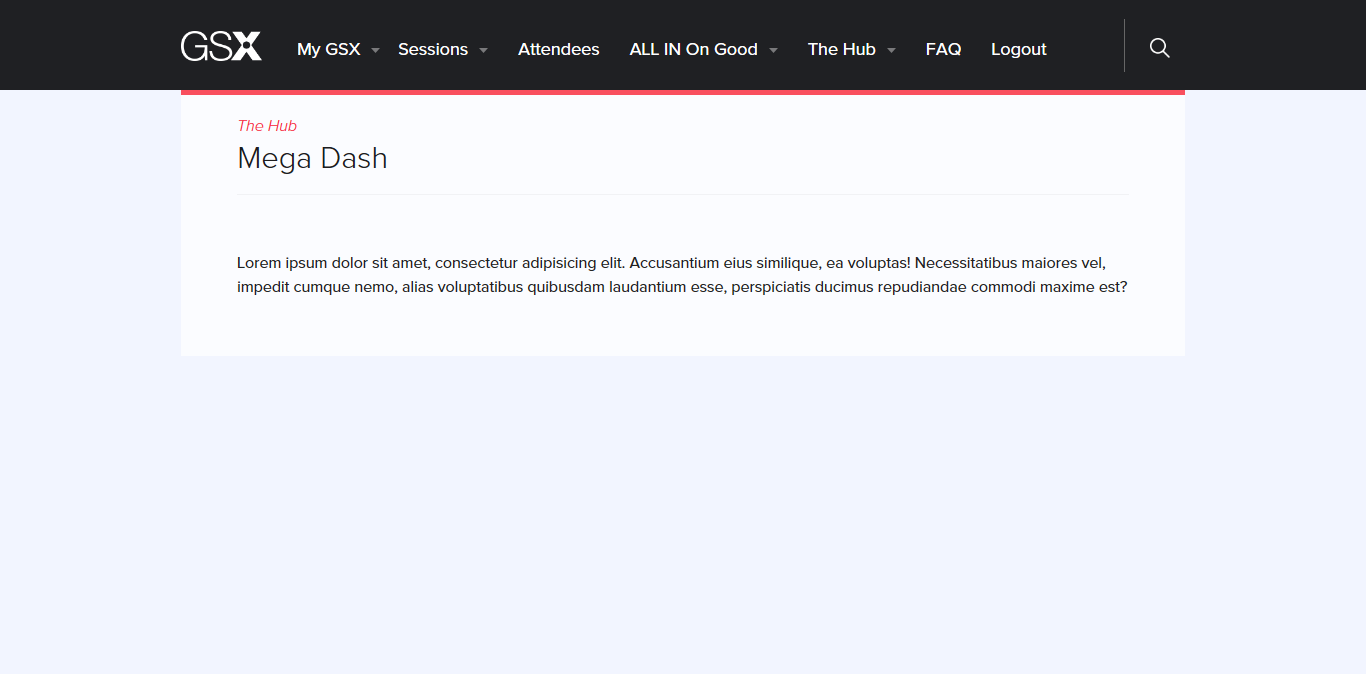 GSX My GSX Sessions Attendees ALL IN On Good The Hub FAQ Logout
The Hub
Mega Dash
Lorem ipsum dolor sit amet, consectetur adipisicing elit. Accusantium eius similique, ea voluptas! Necessitatibus maiores vel,
impedit cumque nemo, alias voluptatibus quibusdam laudantium esse, perspiciatis ducimus repudiandae commodi maxime est?